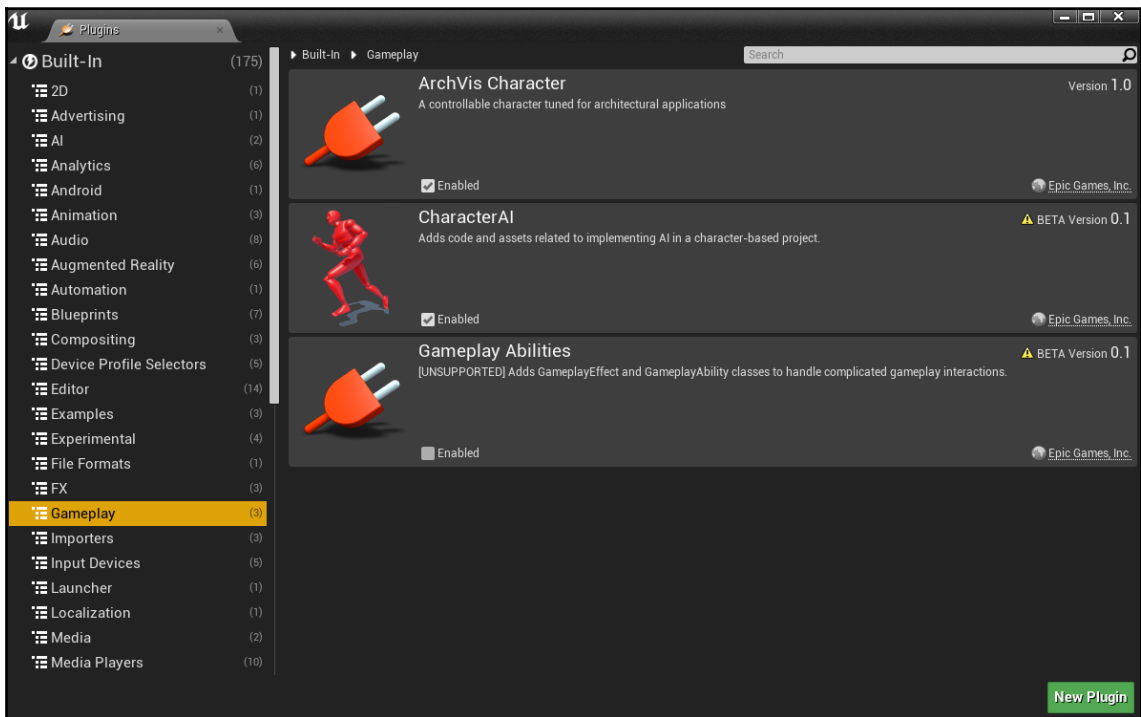 Plugins
Built-In (175)
2D (1)
Advertising (1)
AI (2)
Analytics (6)
Android (1)
Animation (3)
Audio (8)
Augmented Reality (6)
Automation (1)
Blueprints (7)
Compositing (3)
Device Profile Selectors (5)
Editor (14)
Examples (3)
Experimental (4)
File Formats (1)
FX (3)
Gameplay (3)
Importers (3)
Input Devices (5)
Launcher (1)
Localization (1)
Media (2)
Media Players (10)
Built-In Gameplay
Search
ArchVis Character
Version 1.0
A controllable character tuned for architectural applications
Enabled
Epic Games, Inc.
CharacterAI
BETA Version 0.1
Adds code and assets related to implementing AI in a character-based project.
Enabled
Epic Games, Inc.
Gameplay Abilities
BETA Version 0.1
[UNSUPPORTED] Adds GameplayEffect and GameplayAbility classes to handle complicated gameplay interactions.
Enabled
Epic Games, Inc.
New Plugin